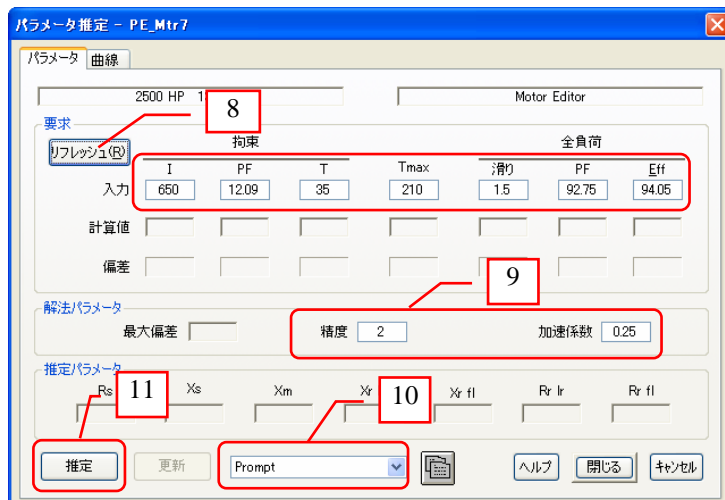 パラメータ推定 - PE_Mtr7
パラメータ 曲線
2500 HP Motor Editor
8
要求
リフレッシュ(R) 拘束 全負荷
I PF T Tmax 滑り PF Eff
入力 650 12.09 35 210 1.5 92.75 94.05
計算値
偏差
9
解法パラメータ
最大偏差 精度 2 加速係数 0.25
推定パラメータ
Rs 11 Xs Xm Xr 10 Xr fl Rr lr Rr fl
推定 更新 Prompt ヘルプ 閉じる キャンセル